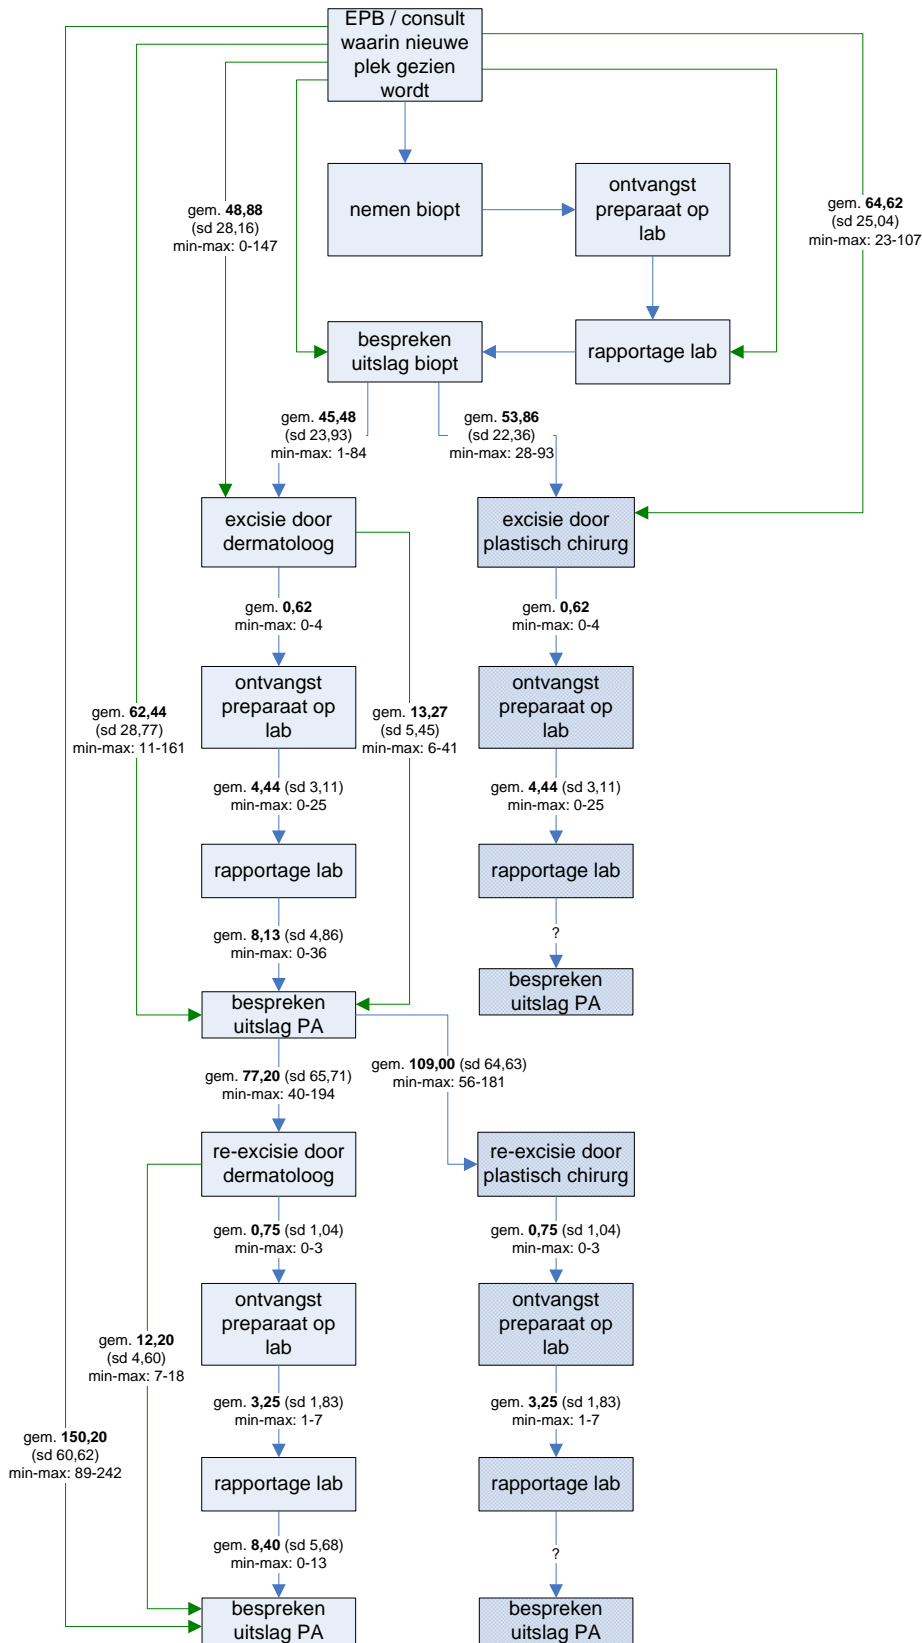 EPB / consult
waarin nieuwe
plek gezien
wordt
nemen biopt
ontvangst
preparaat op
lab
gem. 48,88
(sd 28,16)
min-max: 0-147
gem. 64,62
(sd 25,04)
min-max: 23-107
bespreken
uitslag biopt
rapportage lab
gem. 45,48
(sd 23,93)
min-max: 1-84
gem. 53,86
(sd 22,36)
min-max: 28-93
excisie door
dermatoloog
excisie door
plastisch chirurg
gem. 0,62
min-max: 0-4
gem. 0,62
min-max: 0-4
ontvangst
preparaat op
lab
ontvangst
preparaat op
lab
gem. 62,44
(sd 28,77)
min-max: 11-161
gem. 13,27
(sd 5,45)
min-max: 6-41
gem. 4,44 (sd 3,11)
min-max: 0-25
gem. 4,44 (sd 3,11)
min-max: 0-25
rapportage lab
rapportage lab
gem. 8,13 (sd 4,86)
min-max: 0-36
?
bespreken
uitslag PA
bespreken
uitslag PA
gem. 77,20 (sd 65,71)
min-max: 40-194
gem. 109,00 (sd 64,63)
min-max: 56-181
re-excisie door
dermatoloog
re-excisie door
plastisch chirurg
gem. 0,75 (sd 1,04)
min-max: 0-3
gem. 0,75 (sd 1,04)
min-max: 0-3
ontvangst
preparaat op
lab
ontvangst
preparaat op
lab
gem. 12,20
(sd 4,60)
min-max: 7-18
gem. 3,25 (sd 1,83)
min-max: 1-7
gem. 3,25 (sd 1,83)
min-max: 1-7
gem. 150,20
(sd 60,62)
min-max: 89-242
rapportage lab
rapportage lab
gem. 8,40 (sd 5,68)
min-max: 0-13
?
bespreken
uitslag PA
bespreken
uitslag PA